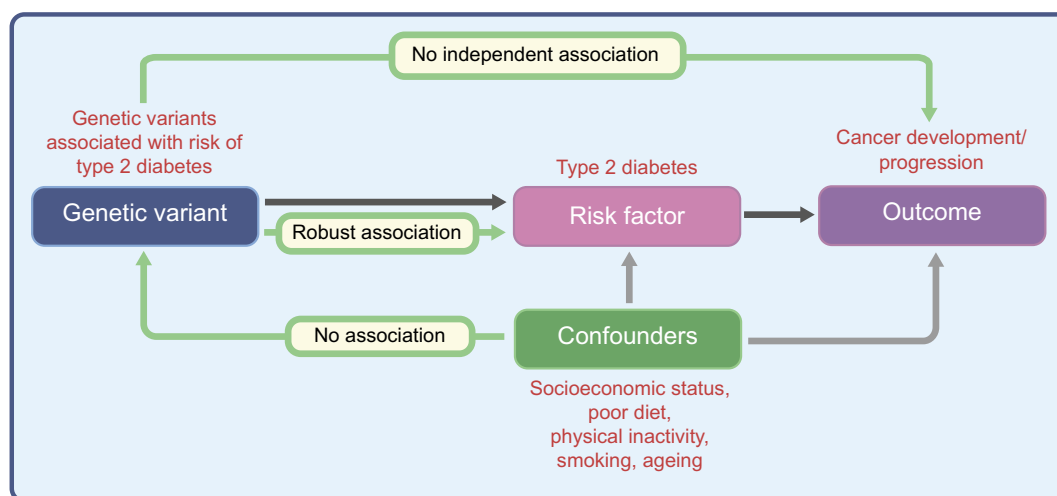 No independent association
Genetic variants
associated with risk of
type 2 diabetes
Cancer development/
progression
Type 2 diabetes
Genetic variant
Risk factor
Outcome
Robust association
No association
Confounders
Socioeconomic status,
poor diet,
physical inactivity,
smoking, ageing